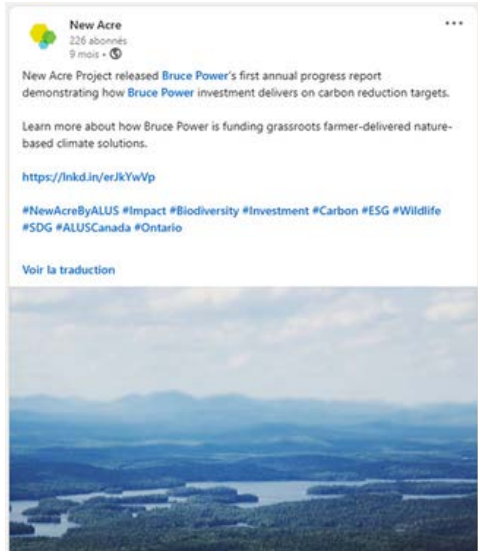 New Acre
226 abonnés
9 mois •
New Acre Project released Bruce Power's first annual progress report
demonstrating how Bruce Power investment delivers on carbon reduction targets.
Learn more about how Bruce Power is funding grassroots farmer-delivered nature-
based climate solutions.
https://lnkd.in/erJkYwVp
#NewAcreByALUS #Impact #Biodiversity #Investment #Carbon #ESG #Wildlife
#SDG #ALUSCanada #Ontario
Voir la traduction